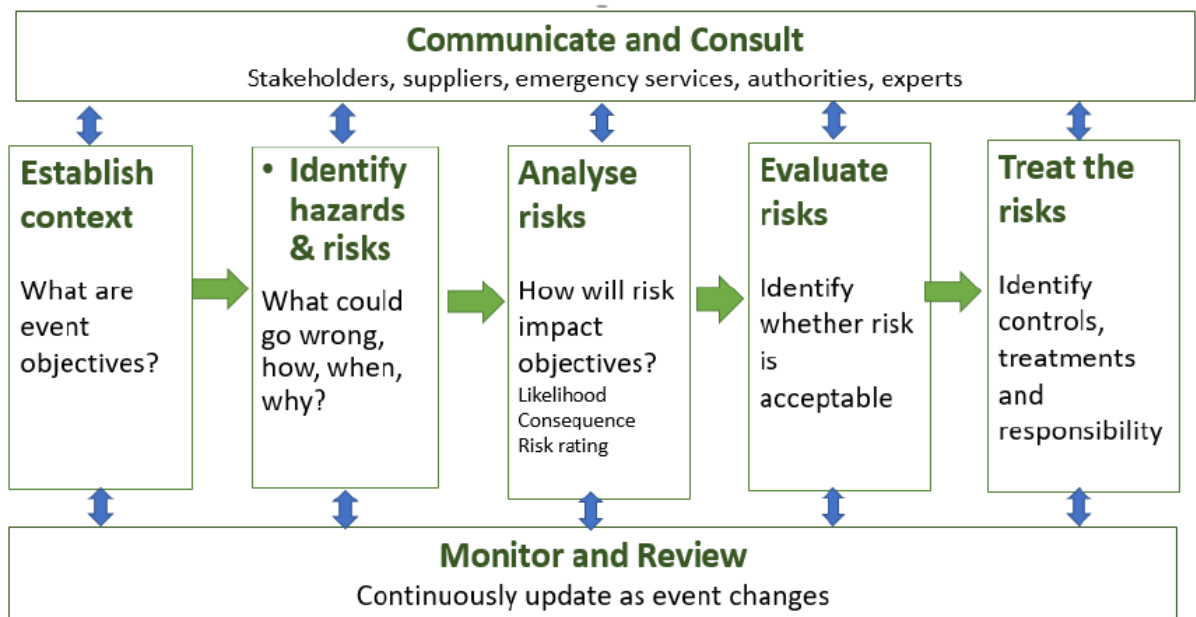 Communicate and Consult
Stakeholders, suppliers, emergency services, authorities, experts
Establish
context
What are
event
objectives?
• Identify
hazards
& risks
What could
go wrong,
how, when,
why?
Analyse
risks
How will risk
impact
objectives?
Likelihood
Consequence
Risk rating
Evaluate
risks
Identify
whether risk
is
acceptable
Treat the
risks
Identify
controls,
treatments
and
responsibility
Monitor and Review
Continuously update as event changes